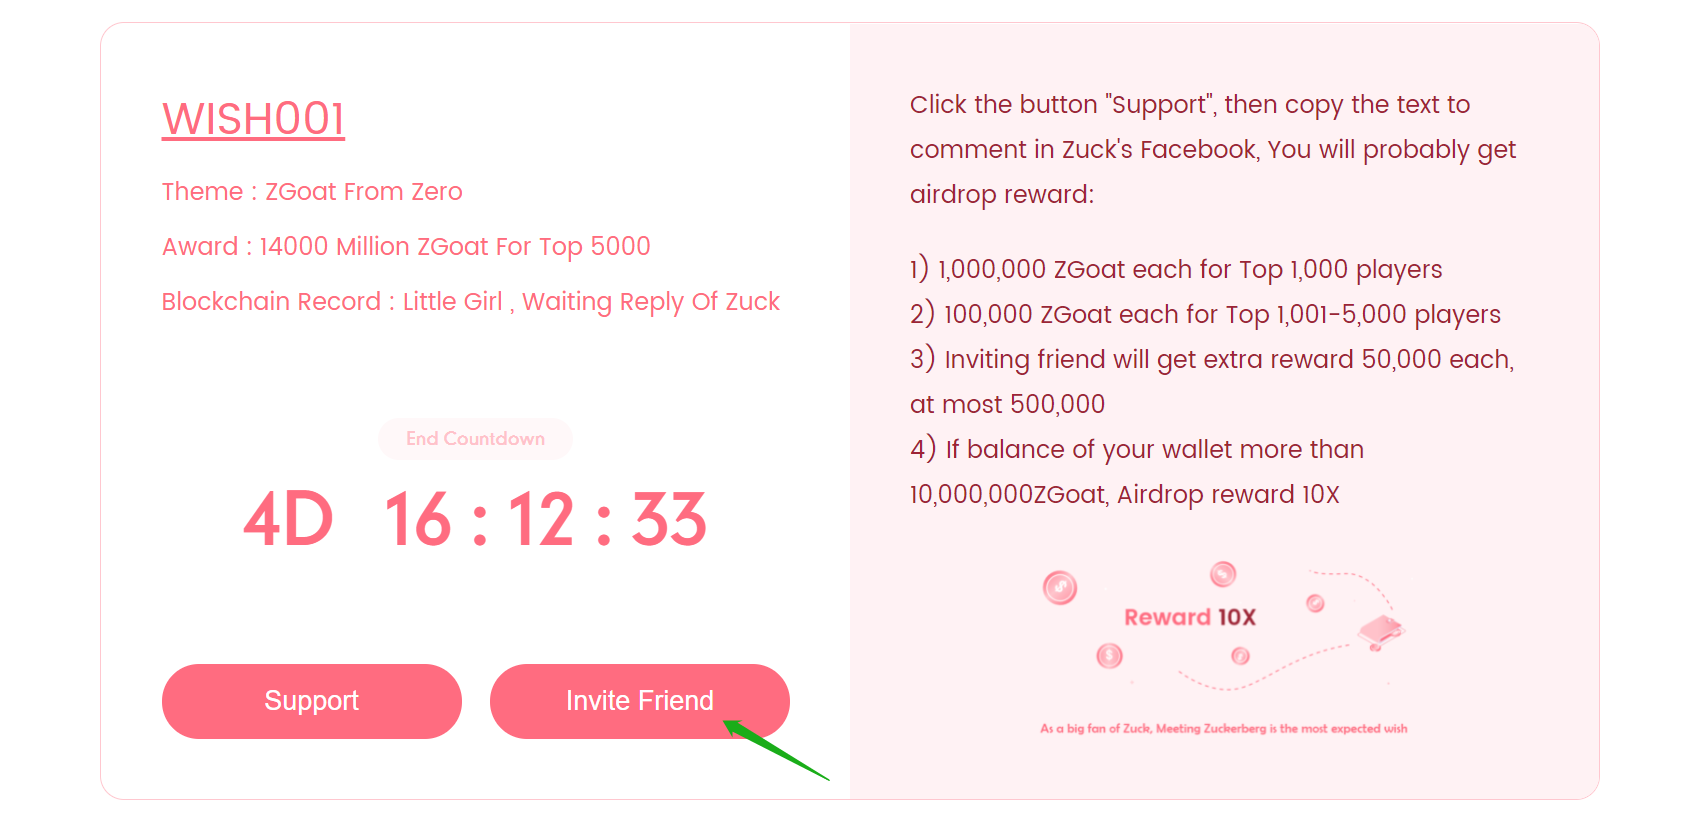 WISH001
Theme : ZGoat From Zero
Award : 14000 Million ZGoat For Top 5000
Blockchain Record : Little Girl , Waiting Reply Of Zuck
End Countdown
4D 16 : 12 : 33
Support
Invite Friend
Click the button "Support", then copy the text to
comment in Zuck's Facebook, You will probably get
airdrop reward:
1) 1,000,000 ZGoat each for Top 1,000 players
2) 100,000 ZGoat each for Top 1,001-5,000 players
3) Inviting friend will get extra reward 50,000 each,
at most 500,000
4) If balance of your wallet more than
10,000,000ZGoat, Airdrop reward 10X
Reward 10X
As a big fan of Zuck, Meeting Zuckerberg is the most expected wish